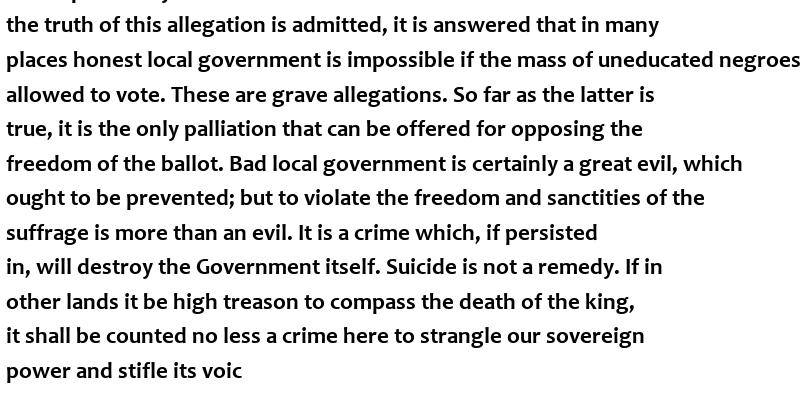 the truth of this allegation is admitted, it is answered that in many
places honest local government is impossible if the mass of uneducated negroes
allowed to vote. These are grave allegations. So far as the latter is
true, it is the only palliation that can be offered for opposing the
freedom of the ballot. Bad local government is certainly a great evil, which
ought to be prevented; but to violate the freedom and sanctities of the
suffrage is more than an evil. It is a crime which, if persisted
in, will destroy the Government itself. Suicide is not a remedy. If in
other lands it be high treason to compass the death of the king,
it shall be counted no less a crime here to strangle our sovereign
power and stifle its voic